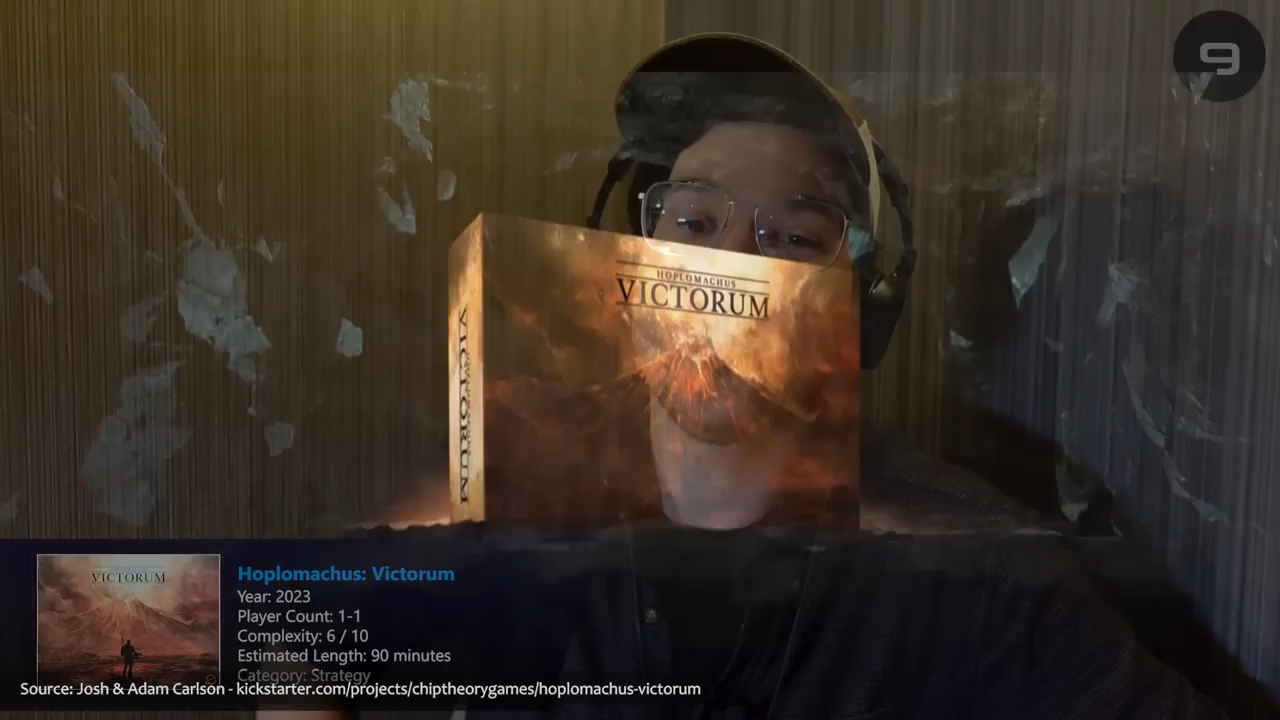 9
HOPLOMACHUS
VICTORUM
VICTORUM
VICTORUM
Hoplomachus: Victorum
Year: 2023
Player Count: 1-1
Complexity: 6 / 10
Estimated Length: 90 minutes
Category: Strategy
Source: Josh & Adam Carlson - kickstarter.com/projects/chiptheorygames/hoplomachus-victorum